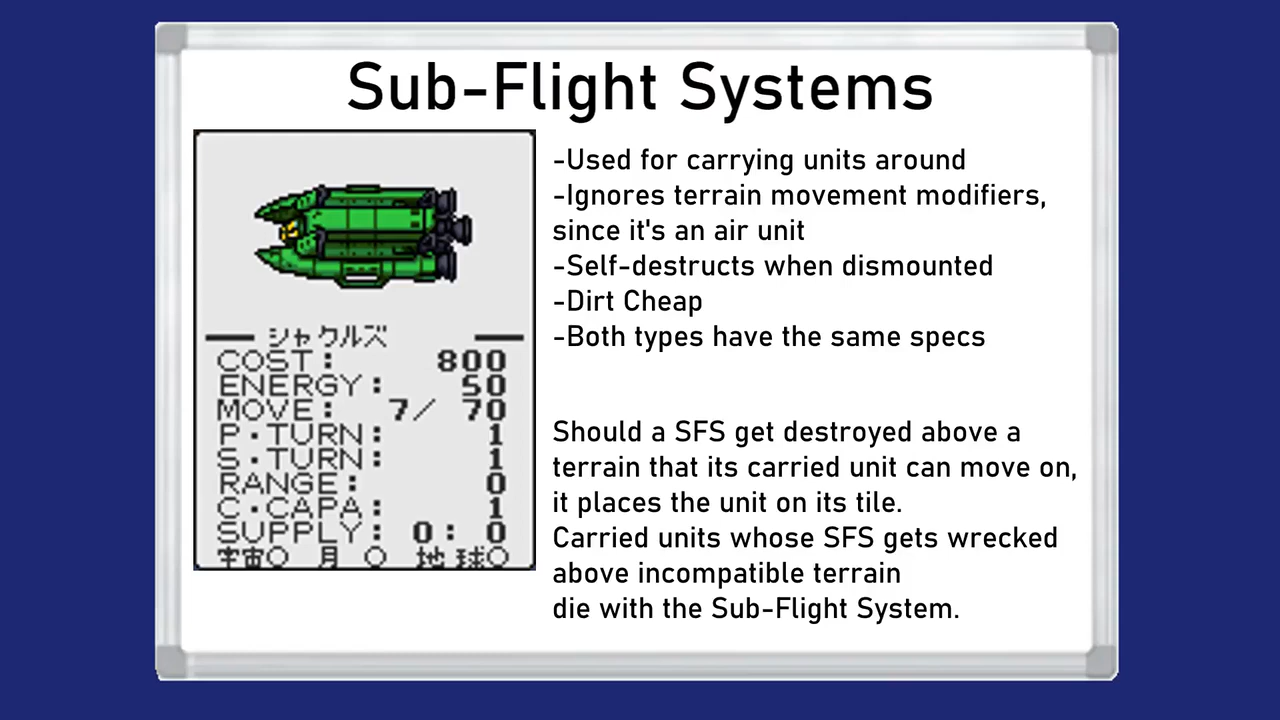 Sub-Flight Systems
シャクルズ
COST: 800
ENERGY: 50
MOVE: 7/ 70
P・TURN: 1
S・TURN: 1
RANGE: 0
C・CAPA: 1
SUPPLY: 0: 0
宇宙○ 月 ○ 地球○
-Used for carrying units around
-Ignores terrain movement modifiers,
since it's an air unit
-Self-destructs when dismounted
-Dirt Cheap
-Both types have the same specs
Should a SFS get destroyed above a
terrain that its carried unit can move on,
it places the unit on its tile.
Carried units whose SFS gets wrecked
above incompatible terrain
die with the Sub-Flight System.